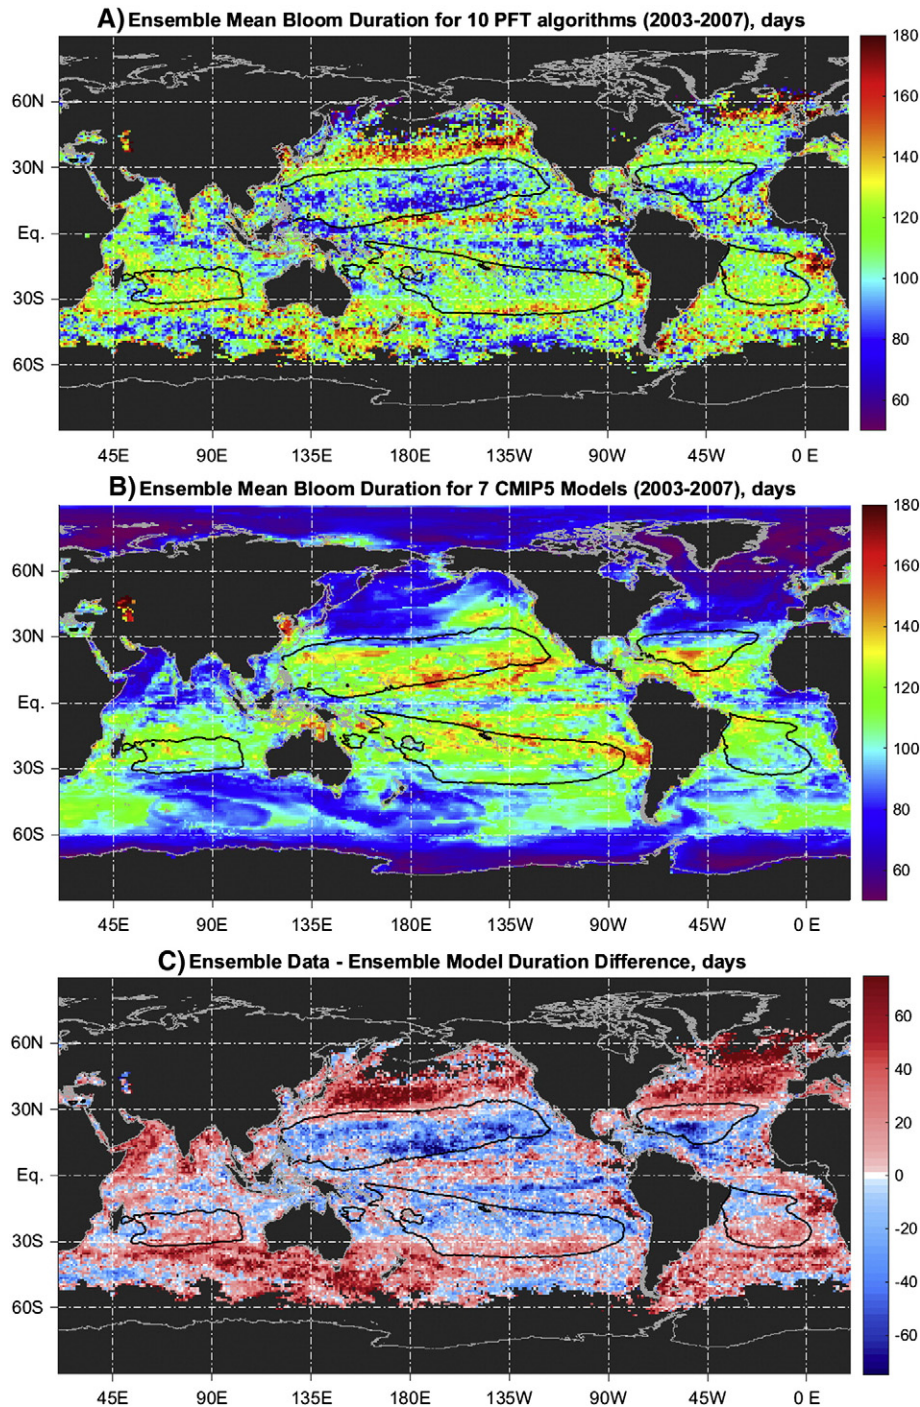 A) Ensemble Mean Bloom Duration for 10 PFT algorithms (2003-2007), days
180
160
140
120
100
80
60
60N
30N
Eq.
30S
60S
45E 90E 135E 180E 135W 90W 45W 0 E
B) Ensemble Mean Bloom Duration for 7 CMIP5 Models (2003-2007), days
180
160
140
120
100
80
60
60N
30N
Eq.
30S
60S
45E 90E 135E 180E 135W 90W 45W 0 E
C) Ensemble Data - Ensemble Model Duration Difference, days
60
40
20
0
-20
-40
-60
60N
30N
Eq.
30S
60S
45E 90E 135E 180E 135W 90W 45W 0 E